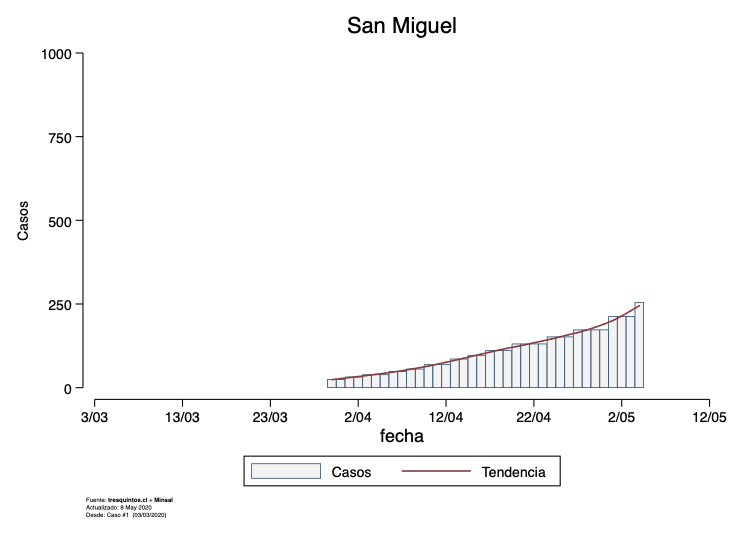 San Miguel
1000
750
500
250
0
Casos
3/03 13/03 23/03 2/04 12/04 22/04 2/05 12/05
fecha
Casos Tendencia
Fuente: tresquintos.cl + Minsal
Actualizado: 8 May 2020
Desde: Caso #1 (03/03/2020)